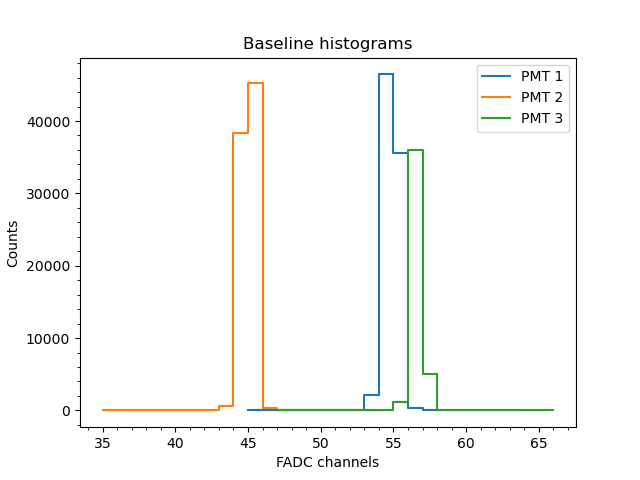 Baseline histograms
PMT 1
PMT 2
PMT 3
40000
30000
20000
10000
0
Counts
35 40 45 50 55 60 65
FADC channels